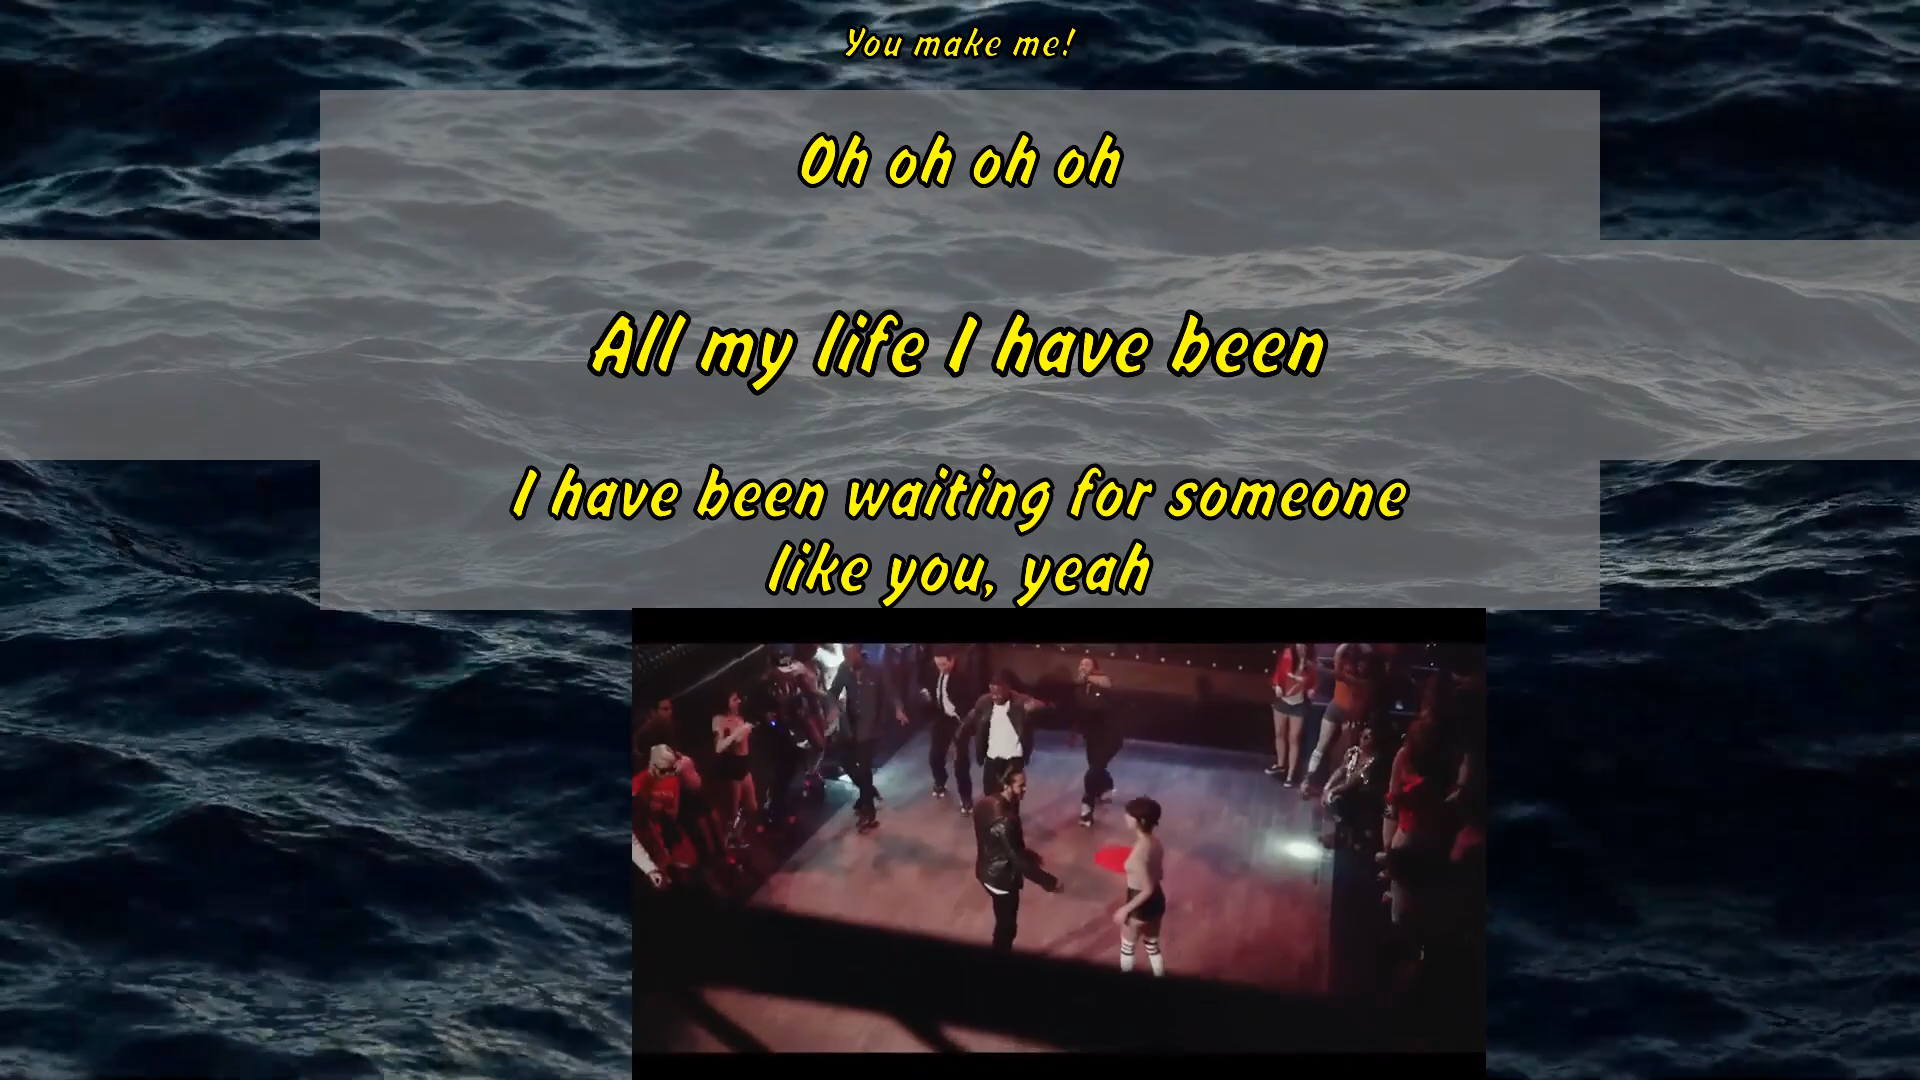 You make me!
Oh oh oh oh
All my life I have been
I have been waiting for someone
like you, yeah